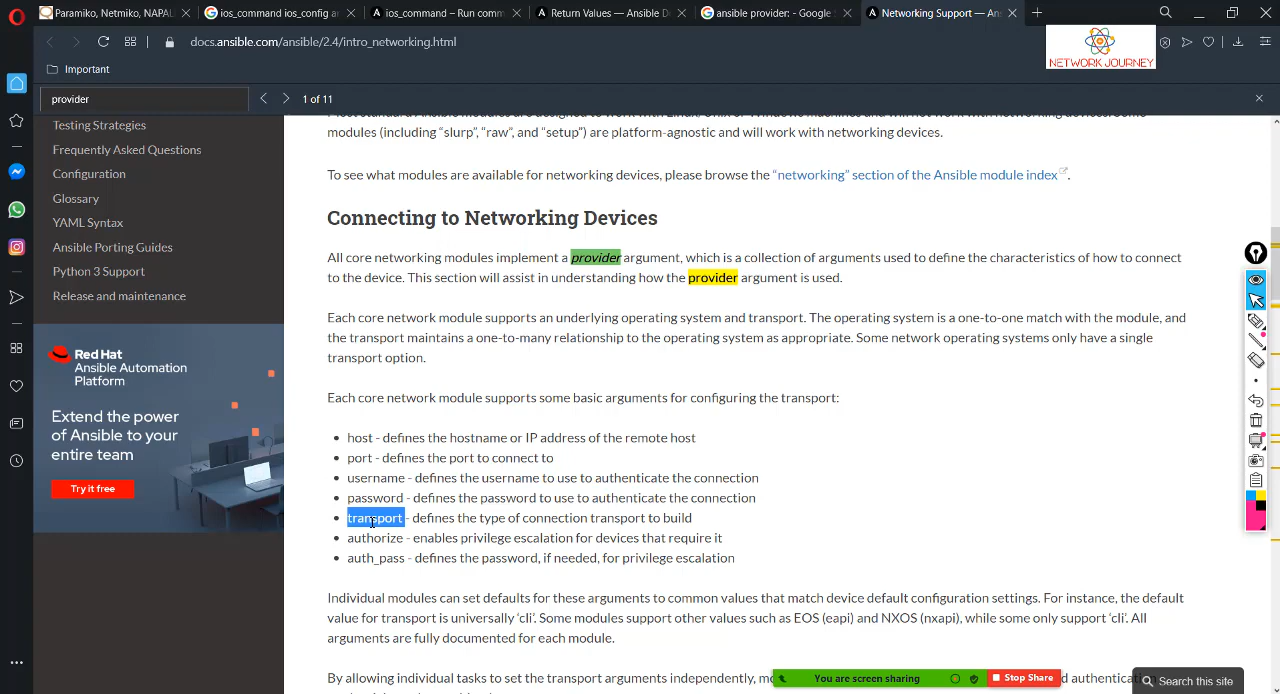 Paramiko, Netmiko, NAPAL
ios_command ios_config ar
ios_command – Run comm
Return Values — Ansible D
ansible provider: - Google S
Networking Support — An
docs.ansible.com/ansible/2.4/intro_networking.html
NETWORK JOURNEY
Important
provider
1 of 11
Testing Strategies
Frequently Asked Questions
Configuration
Glossary
YAML Syntax
Ansible Porting Guides
Python 3 Support
Release and maintenance
Red Hat
Ansible Automation
Platform
Extend the power
of Ansible to your
entire team
Try it free
modules (including “slurp”, “raw”, and “setup”) are platform-agnostic and will work with networking devices.
To see what modules are available for networking devices, please browse the “networking” section of the Ansible module index.
Connecting to Networking Devices
All core networking modules implement a provider argument, which is a collection of arguments used to define the characteristics of how to connect
to the device. This section will assist in understanding how the provider argument is used.
Each core network module supports an underlying operating system and transport. The operating system is a one-to-one match with the module, and
the transport maintains a one-to-many relationship to the operating system as appropriate. Some network operating systems only have a single
transport option.
Each core network module supports some basic arguments for configuring the transport:
• host - defines the hostname or IP address of the remote host
• port - defines the port to connect to
• username - defines the username to use to authenticate the connection
• password - defines the password to use to authenticate the connection
• transport - defines the type of connection transport to build
• authorize - enables privilege escalation for devices that require it
• auth_pass - defines the password, if needed, for privilege escalation
Individual modules can set defaults for these arguments to common values that match device default configuration settings. For instance, the default
value for transport is universally ‘cli’. Some modules support other values such as EOS (eapi) and NXOS (nxapi), while some only support ‘cli’. All
arguments are fully documented for each module.
By allowing individual tasks to set the transport arguments independently, mo
You are screen sharing
Stop Share
Search this site